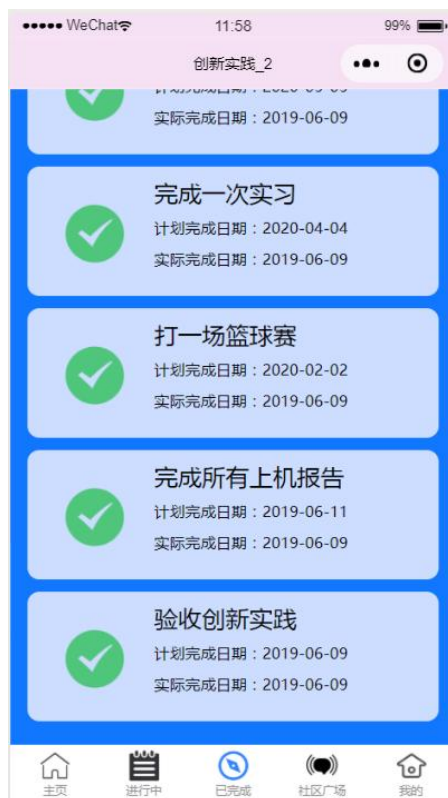 WeChat
11:58
99%
创新实践_2
实际完成日期：2019-06-09
完成一次实习
计划完成日期：2020-04-04
实际完成日期：2019-06-09
打一场篮球赛
计划完成日期：2020-02-02
实际完成日期：2019-06-09
完成所有上机报告
计划完成日期：2019-06-11
实际完成日期：2019-06-09
验收创新实践
计划完成日期：2019-06-09
实际完成日期：2019-06-09
主页
进行中
已完成
社区广场
我的